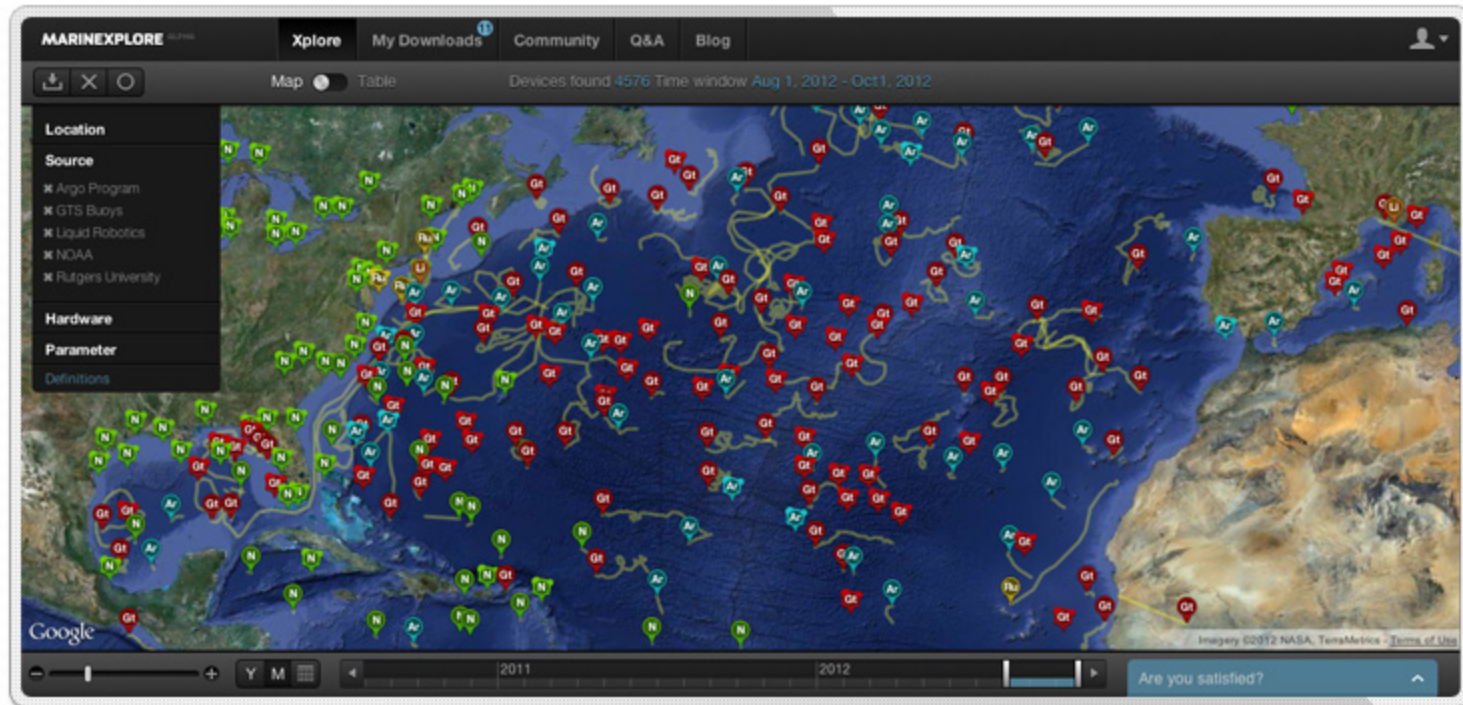 MARINEXPLORE ALPHA
Xplore My Downloads 11 Community Q&A Blog
Map Table Devices found 4576 Time window Aug 1, 2012 - Oct1, 2012
Location
Source
✖ Argo Program
✖ GTS Buoys
✖ Liquid Robotics
✖ NOAA
✖ Rutgers University
Hardware
Parameter
Definitions
Google
Imagery ©2012 NASA, TerraMetrics - Terms of Use
Y M 2011 2012
Are you satisfied?